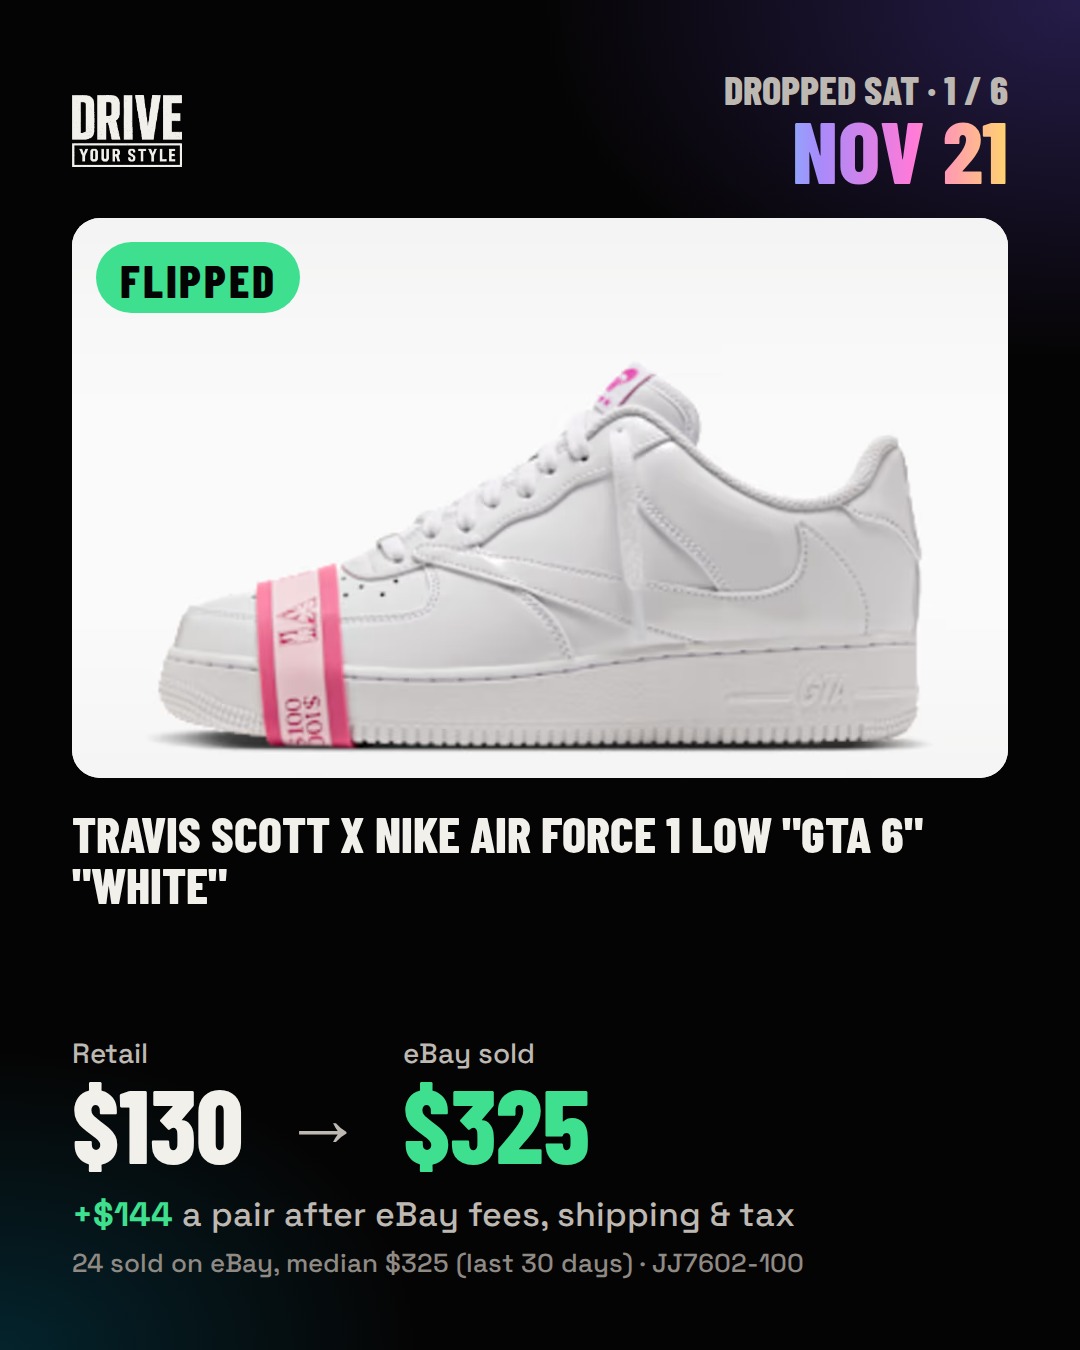 DRIVE
YOUR STYLE
DROPPED SAT · 1 / 6
NOV 21
FLIPPED
GTA
TRAVIS SCOTT X NIKE AIR FORCE 1 LOW "GTA 6"
"WHITE"
Retail
$130
→
eBay sold
$325
+$144 a pair after eBay fees, shipping & tax
24 sold on eBay, median $325 (last 30 days) · JJ7602-100